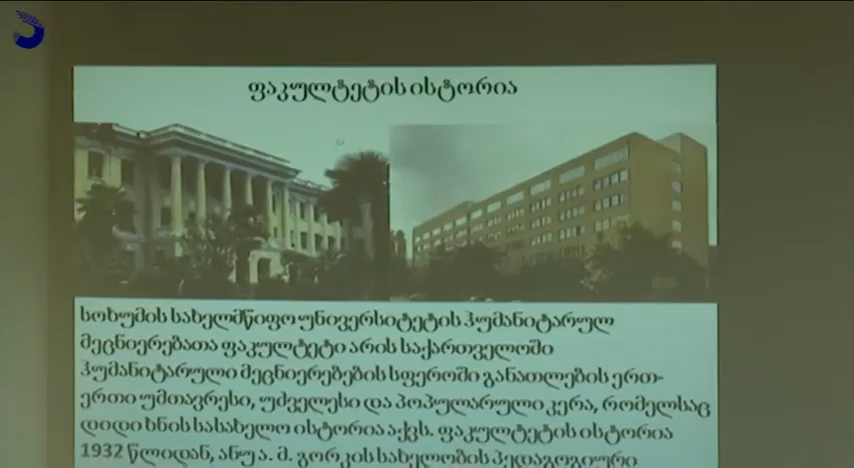 ფაკულტეტის ისტორია
სოხუმის სახელმწიფო უნივერსიტეტის ჰუმანიტარულ
მეცნიერებათა ფაკულტეტი არის საქართველოში
ჰუმანიტარული მეცნიერებების სფეროში განათლების ერთ-
ერთი უმთავრესი, უძველესი და პოპულარული კერა, რომელსაც
დიდი ხნის სასახელო ისტორია აქვს. ფაკულტეტის ისტორია
1932 წლიდან, ანუ ა. მ. გორკის სახელობის პედაგოგიური